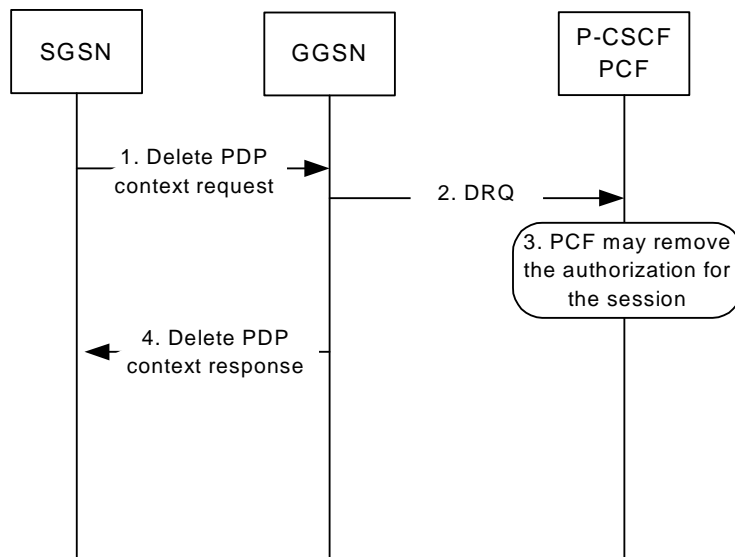 SGSN
GGSN
P-CSCF
PCF
1. Delete PDP
context request
2. DRQ
3. PCF may remove
the authorization for
the session
4. Delete PDP
context response